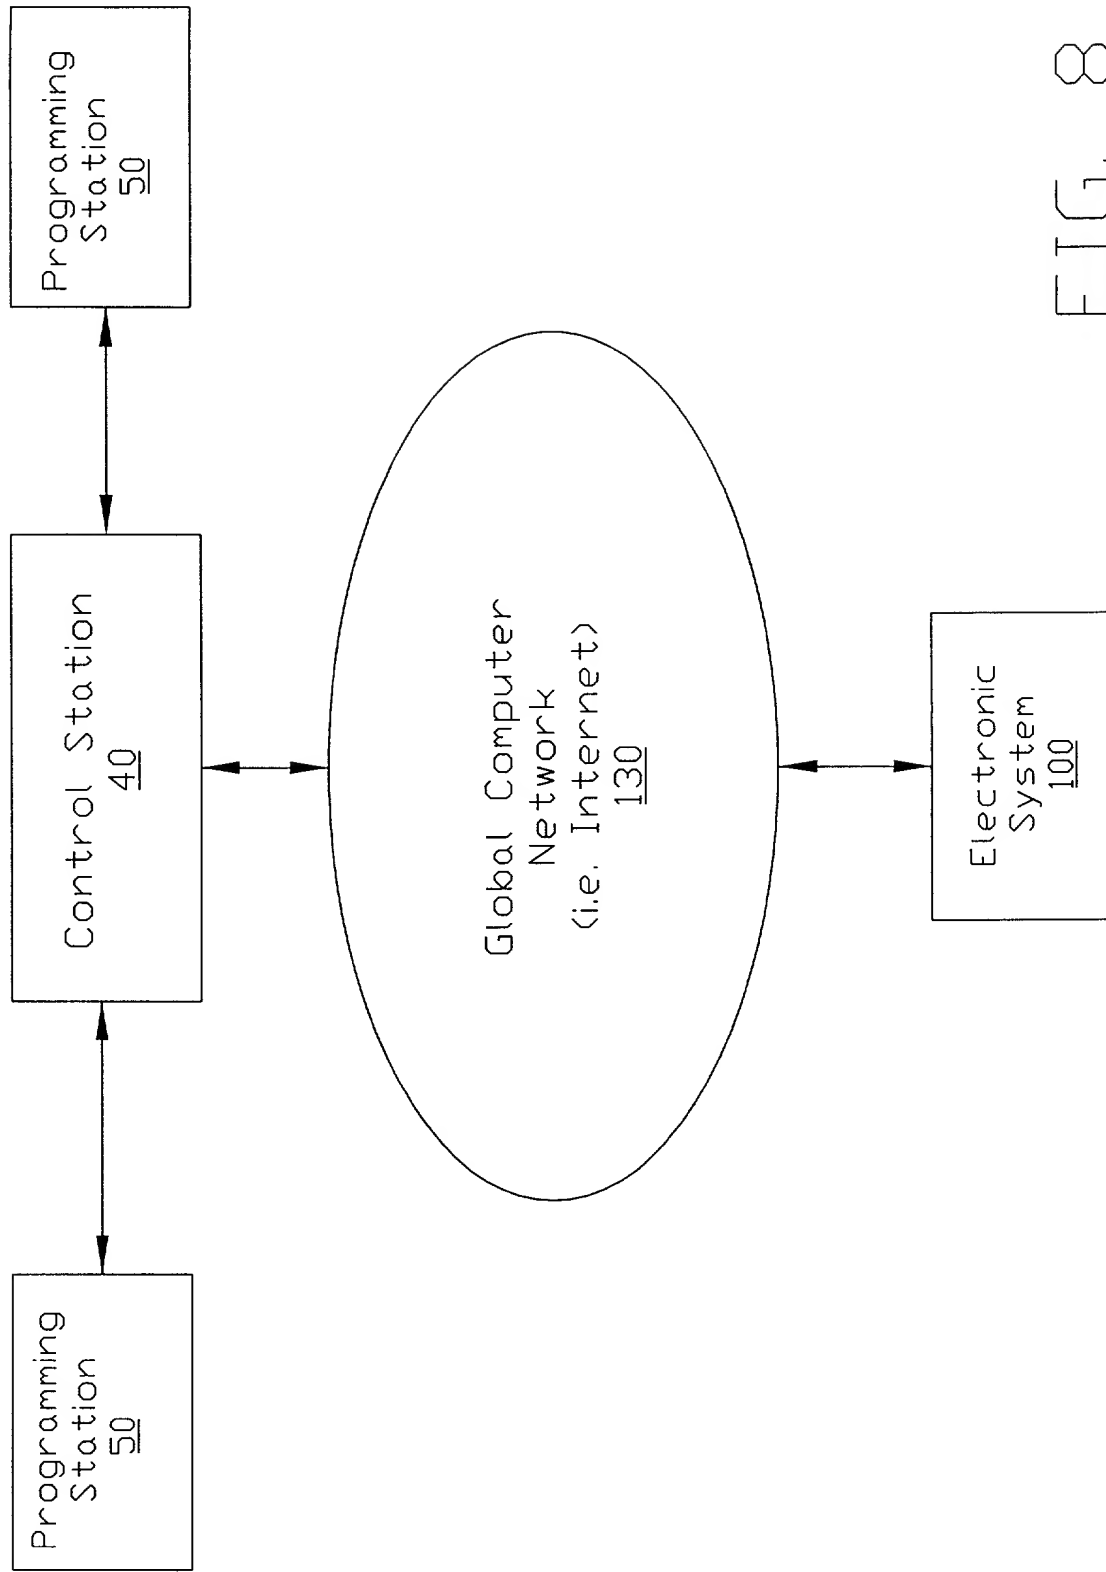 Programming
Station
50
Control Station
40
Programming
Station
50
Global Computer
Network
(i.e. Internet)
130
Electronic
System
100
FIG. 8